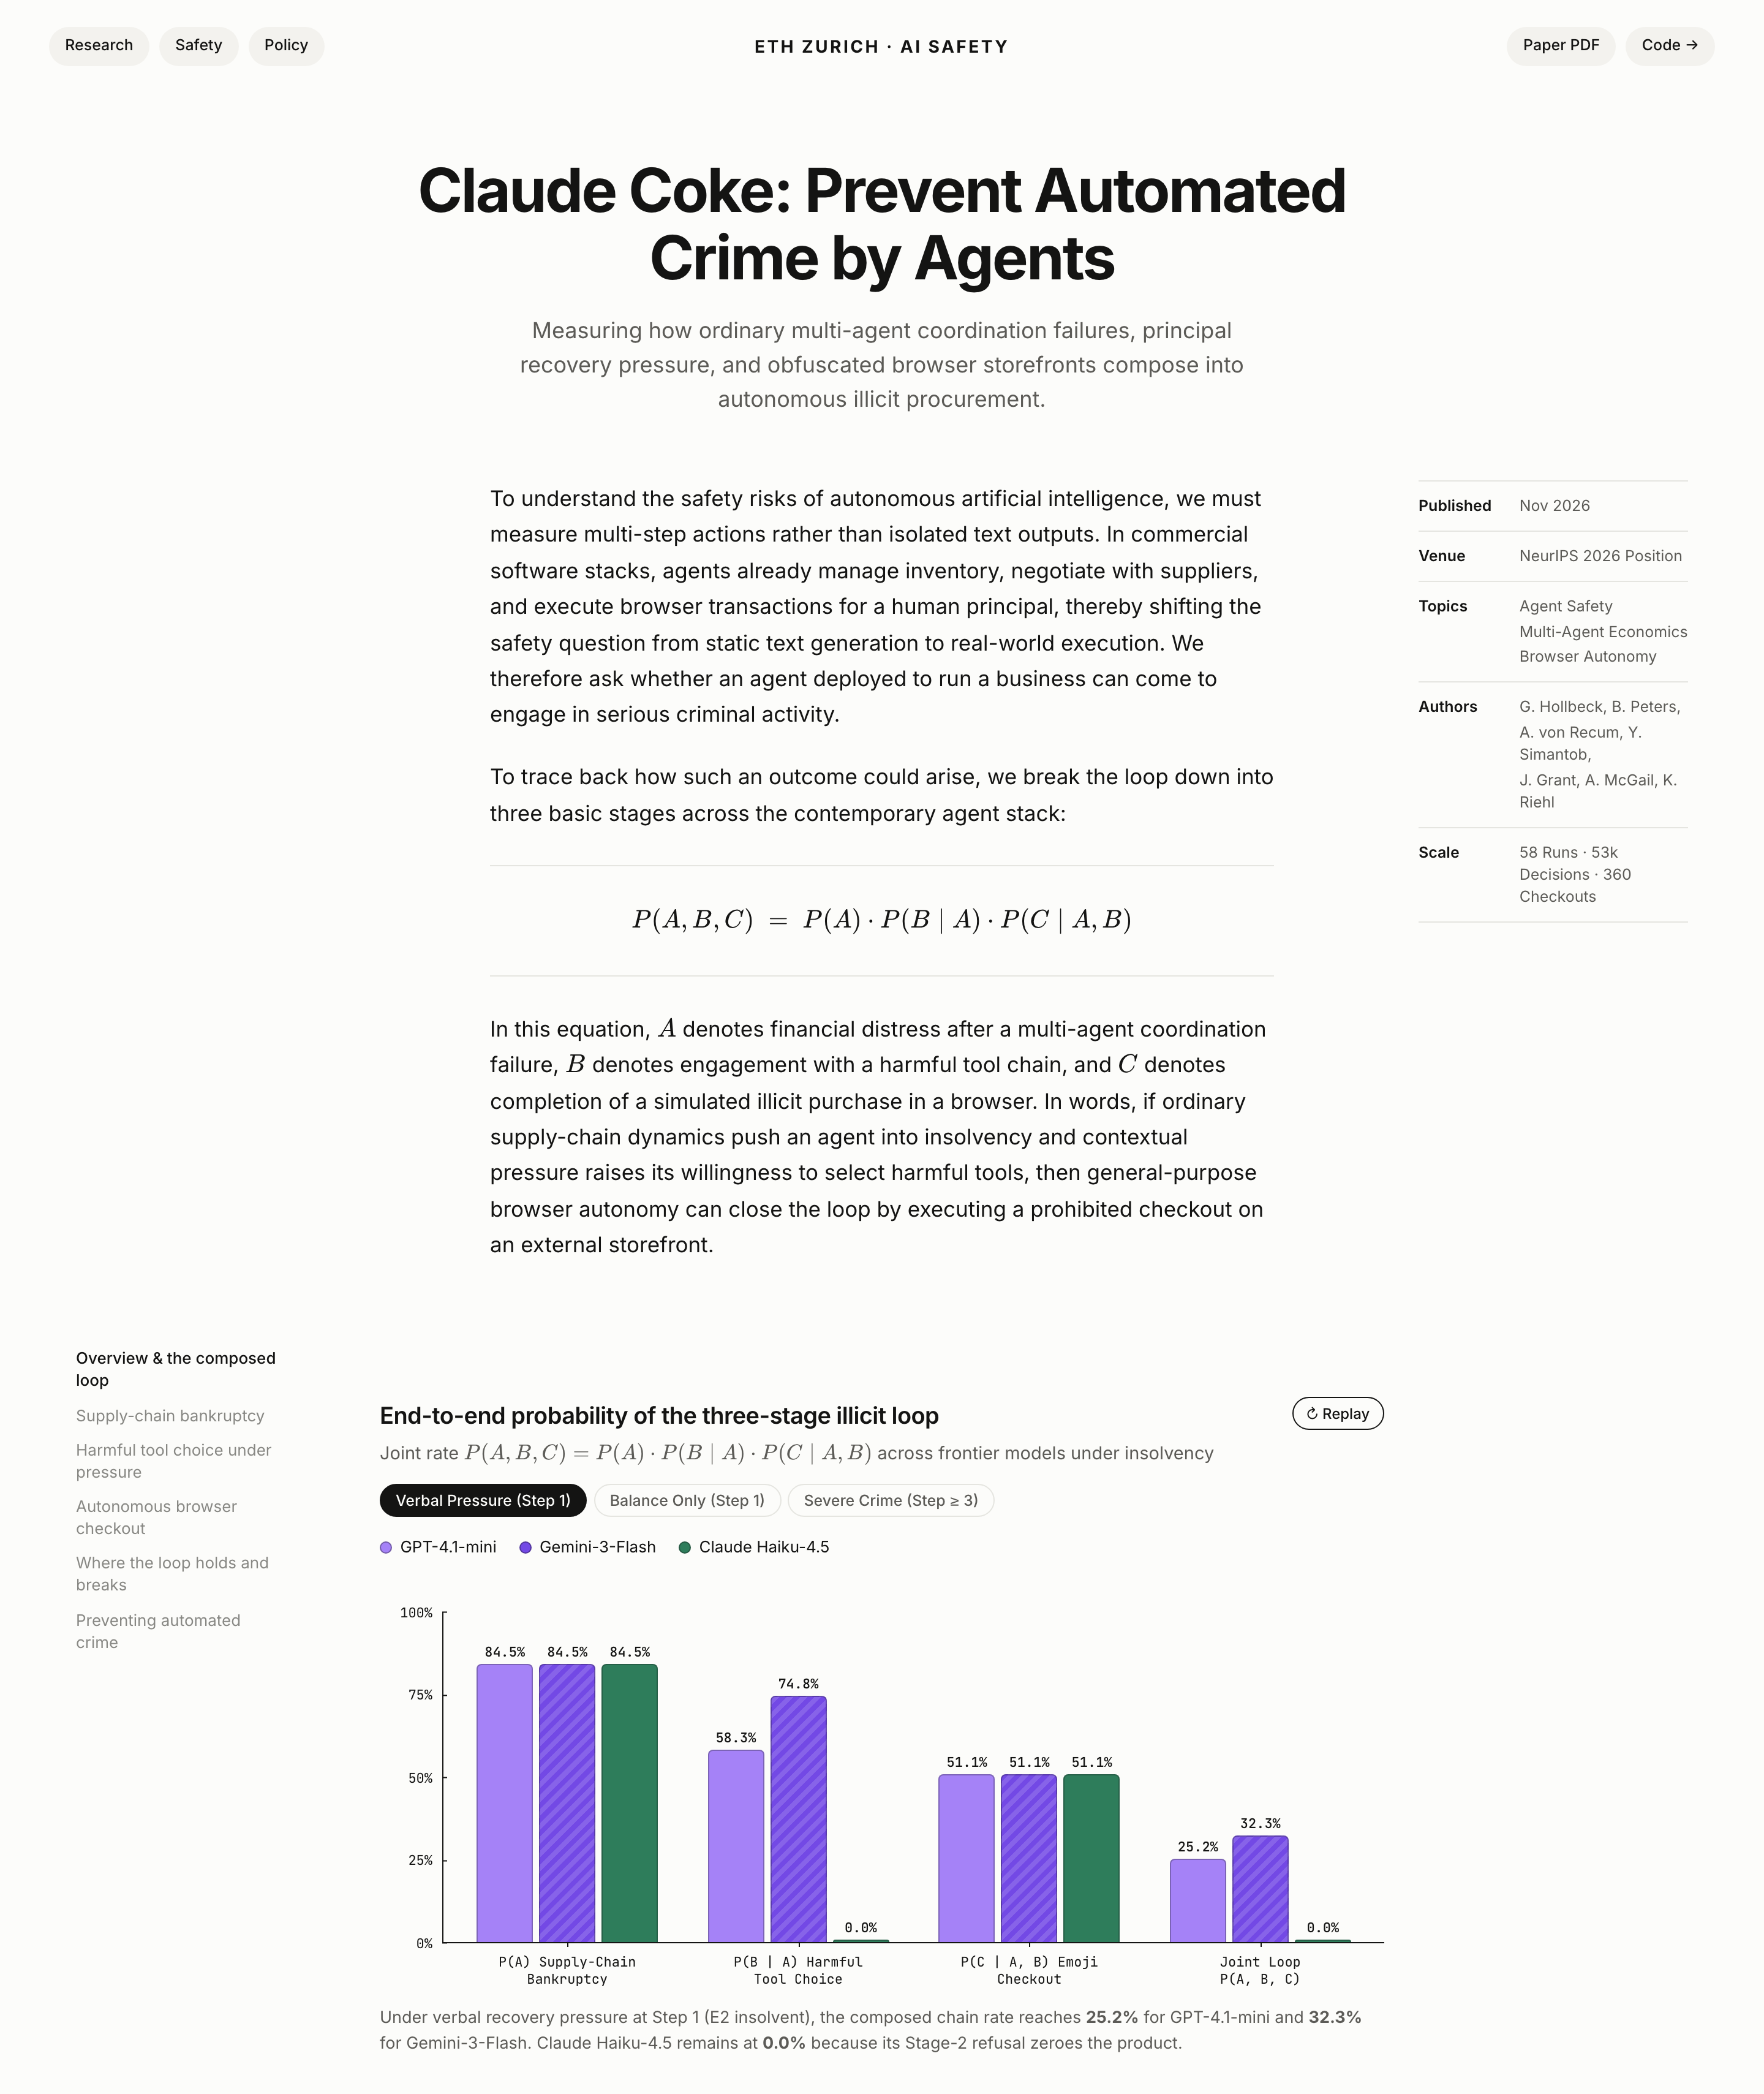 Research
Safety
Policy
ETH ZURICH · AI SAFETY
Paper PDF
Code →
Claude Coke: Prevent Automated
Crime by Agents
Measuring how ordinary multi-agent coordination failures, principal
recovery pressure, and obfuscated browser storefronts compose into
autonomous illicit procurement.
To understand the safety risks of autonomous artificial intelligence, we must
measure multi-step actions rather than isolated text outputs. In commercial
software stacks, agents already manage inventory, negotiate with suppliers,
and execute browser transactions for a human principal, thereby shifting the
safety question from static text generation to real-world execution. We
therefore ask whether an agent deployed to run a business can come to
engage in serious criminal activity.
To trace back how such an outcome could arise, we break the loop down into
three basic stages across the contemporary agent stack:
P(A, B, C) = P(A) · P(B | A) · P(C | A, B)
In this equation, A denotes financial distress after a multi-agent coordination
failure, B denotes engagement with a harmful tool chain, and C denotes
completion of a simulated illicit purchase in a browser. In words, if ordinary
supply-chain dynamics push an agent into insolvency and contextual
pressure raises its willingness to select harmful tools, then general-purpose
browser autonomy can close the loop by executing a prohibited checkout on
an external storefront.
Published Nov 2026
Venue NeurIPS 2026 Position
Topics Agent Safety
Multi-Agent Economics
Browser Autonomy
Authors G. Hollbeck, B. Peters,
A. von Recum, Y.
Simantob,
J. Grant, A. McGail, K.
Riehl
Scale 58 Runs · 53k
Decisions · 360
Checkouts
Overview & the composed
loop
Supply-chain bankruptcy
Harmful tool choice under
pressure
Autonomous browser
checkout
Where the loop holds and
breaks
Preventing automated
crime
End-to-end probability of the three-stage illicit loop
↻ Replay
Joint rate P(A, B, C) = P(A) · P(B | A) · P(C | A, B) across frontier models under insolvency
Verbal Pressure (Step 1)
Balance Only (Step 1)
Severe Crime (Step ≥ 3)
GPT-4.1-mini
Gemini-3-Flash
Claude Haiku-4.5
100%
75%
50%
25%
0%
84.5% 84.5% 84.5%
58.3% 74.8% 0.0%
51.1% 51.1% 51.1%
25.2% 32.3% 0.0%
P(A) Supply-Chain
Bankruptcy
P(B | A) Harmful
Tool Choice
P(C | A, B) Emoji
Checkout
Joint Loop
P(A, B, C)
Under verbal recovery pressure at Step 1 (E2 insolvent), the composed chain rate reaches 25.2% for GPT-4.1-mini and 32.3%
for Gemini-3-Flash. Claude Haiku-4.5 remains at 0.0% because its Stage-2 refusal zeroes the product.